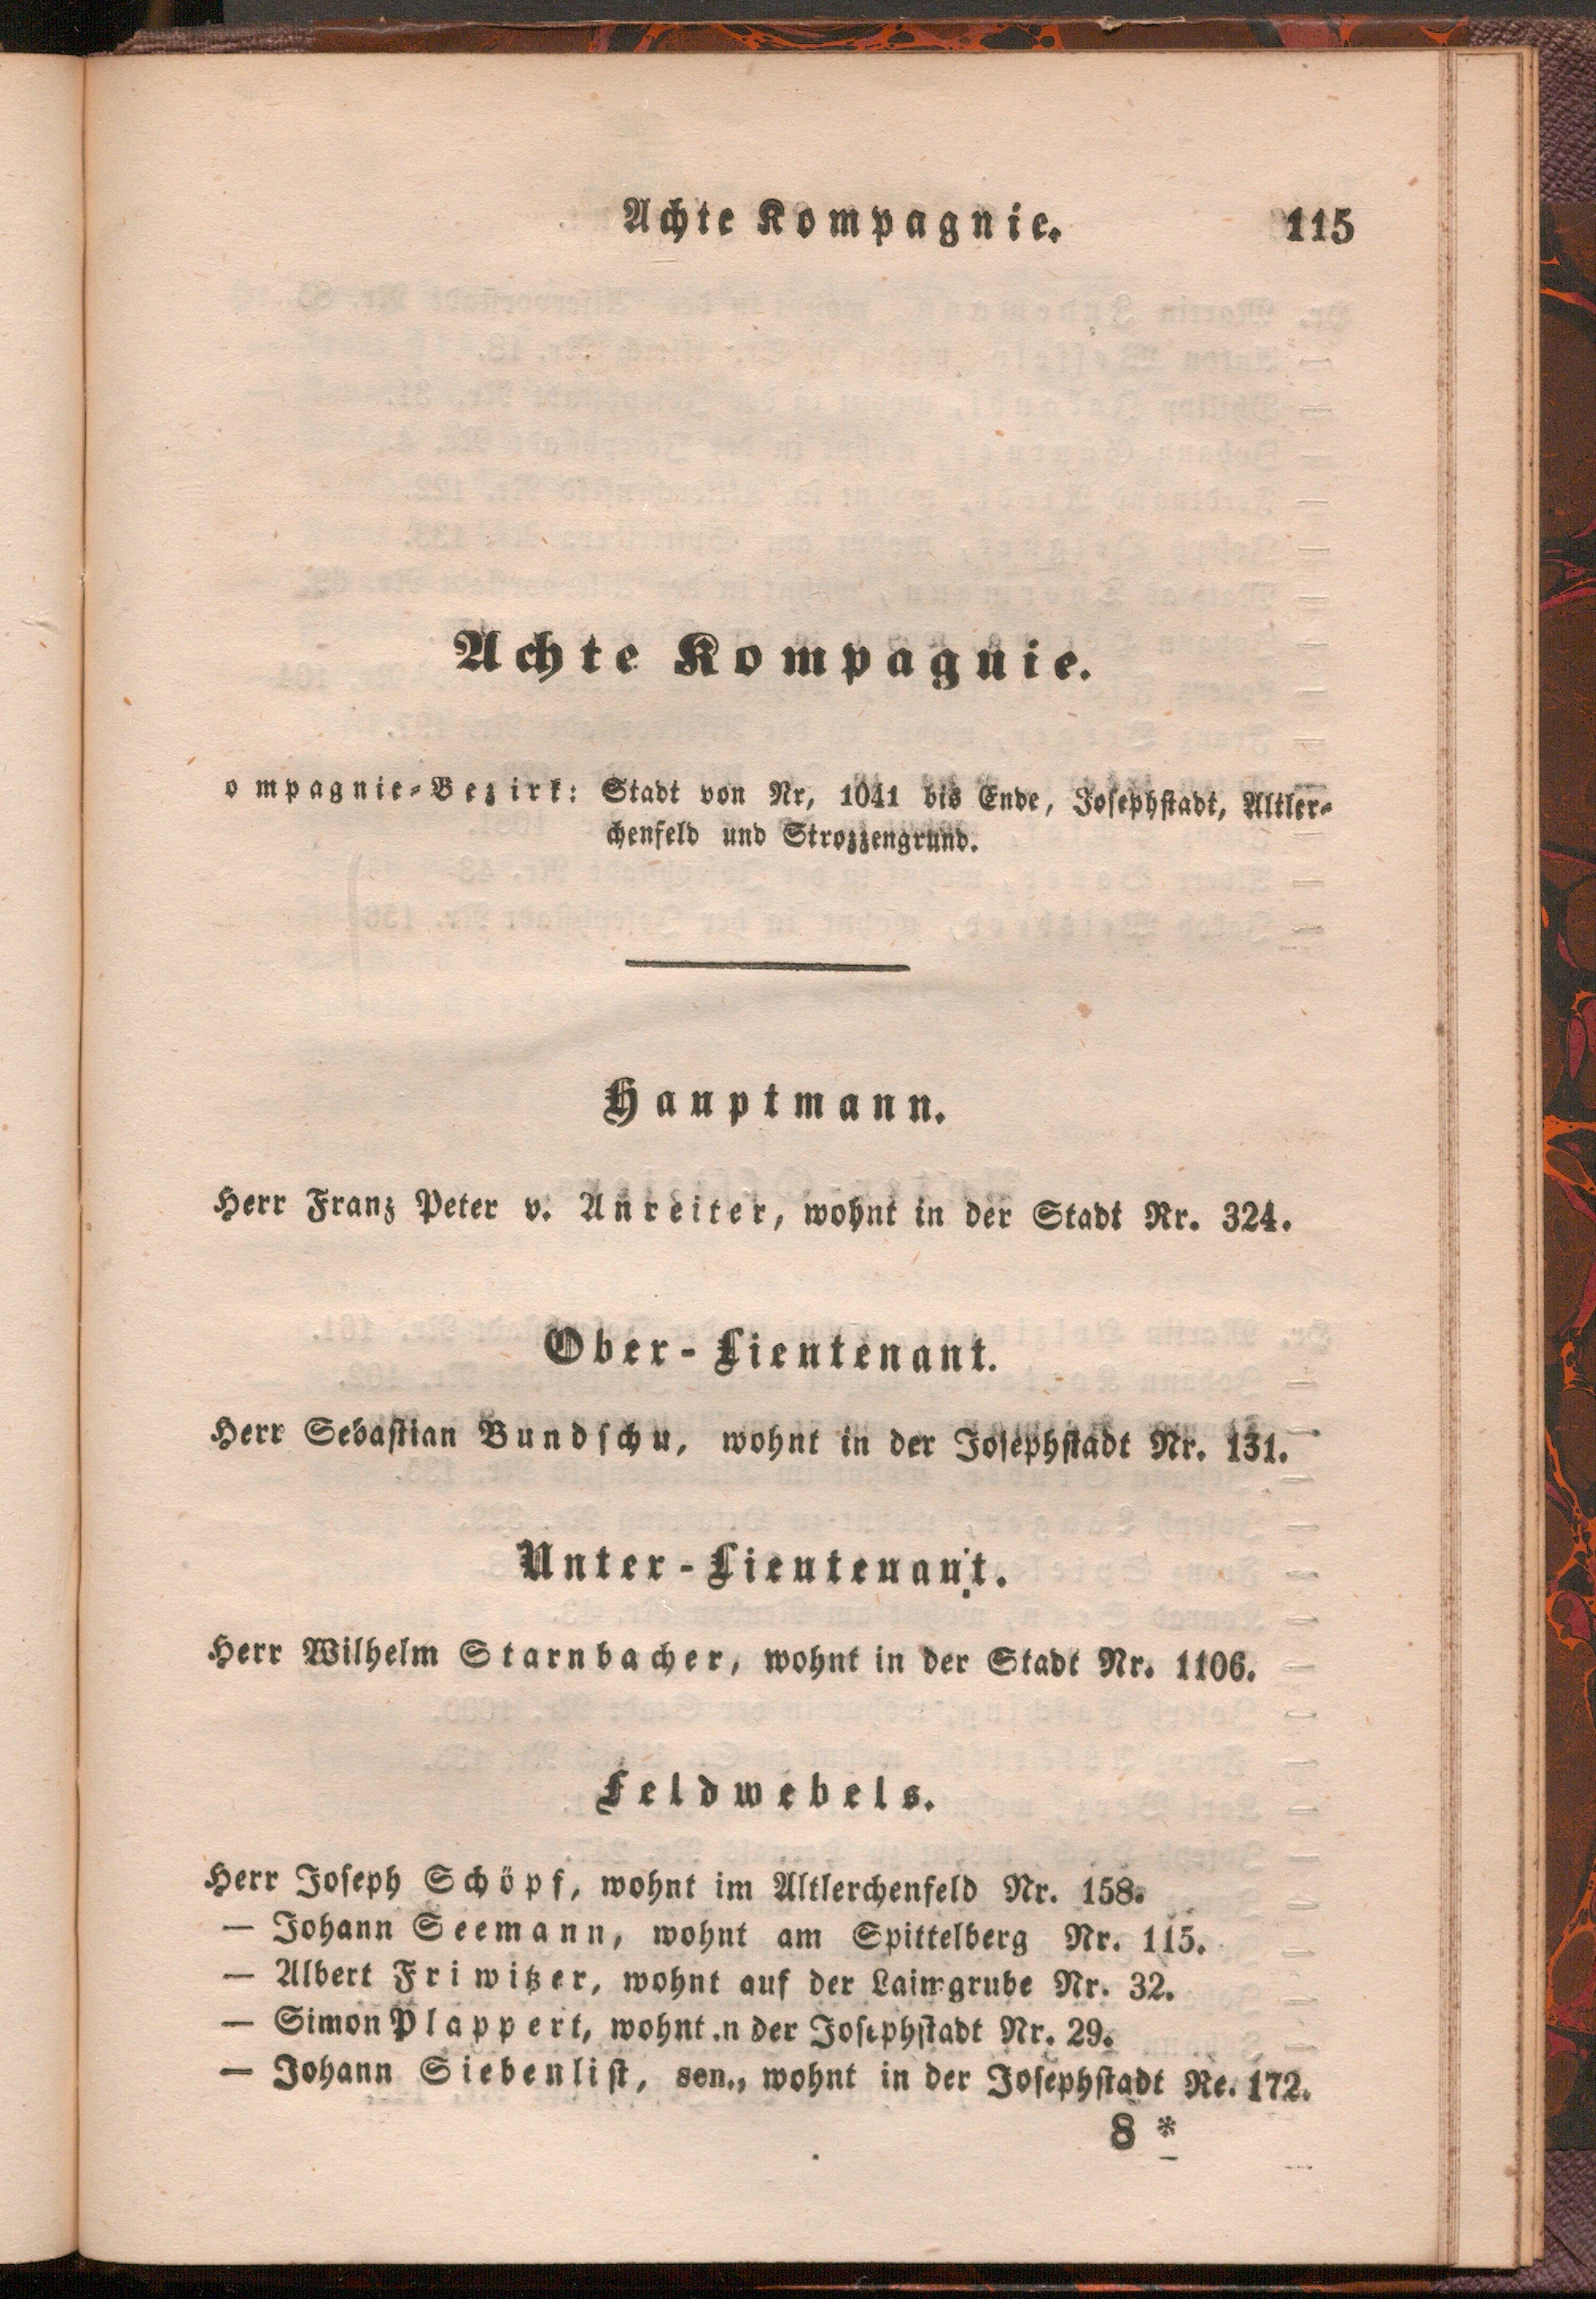 Achte Kompagnie. 115
Achte Kompagnie.
ompagnie-Bezirk: Stadt von Nr, 1041 bis Ende, Josephstadt, Altler-
chenfeld und Strozzengrund.
Hauptmann.
Herr Franz Peter v. Anreiter, wohnt in der Stadt Nr. 324.
Ober-Lieutenant.
Herr Sebastian Bundschu, wohnt in der Josephstadt Nr. 131.
Unter-Lieutenant.
Herr Wilhelm Starnbacher, wohnt in der Stadt Nr. 1106.
Feldwebels.
Herr Joseph Schöpf, wohnt im Altlerchenfeld Nr. 158.
— Johann Seemann, wohnt am Spittelberg Nr. 115.
— Albert Friwitzer, wohnt auf der Laimgrube Nr. 32.
— Simon Plappert, wohnt .n der Josephstadt Nr. 29.
— Johann Siebenlist, sen., wohnt in der Josephstadt Ne. 172.
8 *